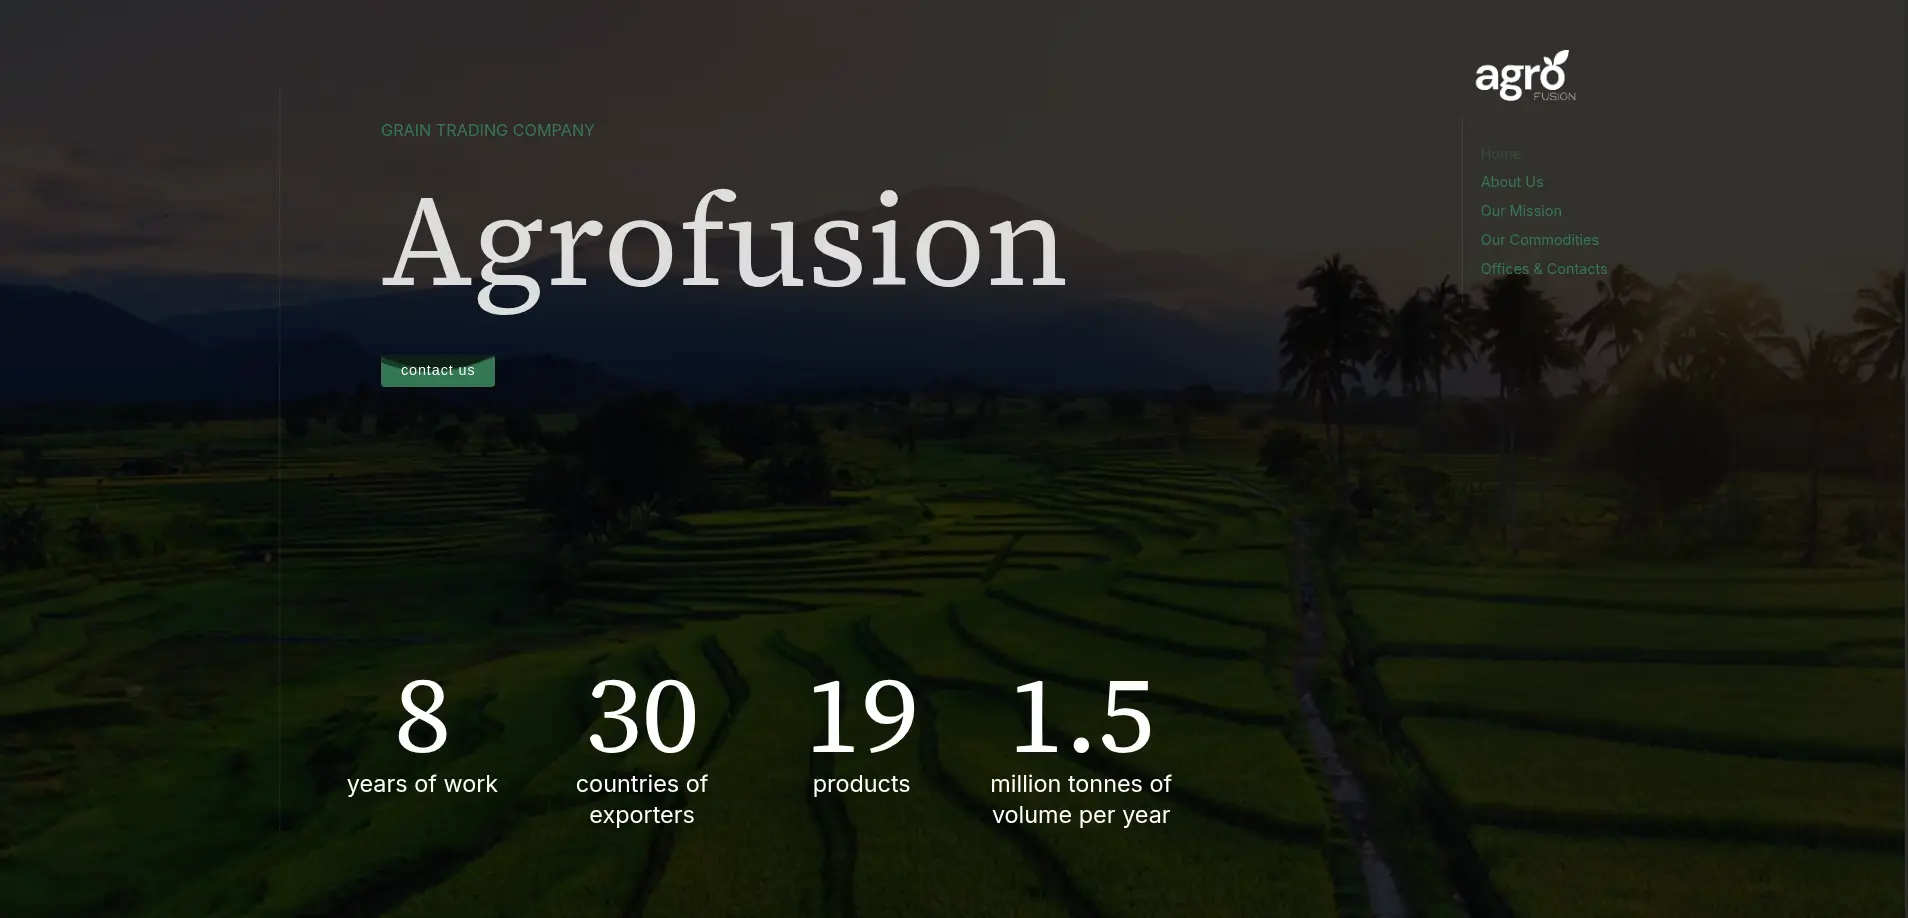 agro
FUSION
GRAIN TRADING COMPANY
Home
About Us
Our Mission
Our Commodities
Offices & Contacts
Agrofusion
contact us
8
years of work
30
countries of
exporters
19
products
1.5
million tonnes of
volume per year